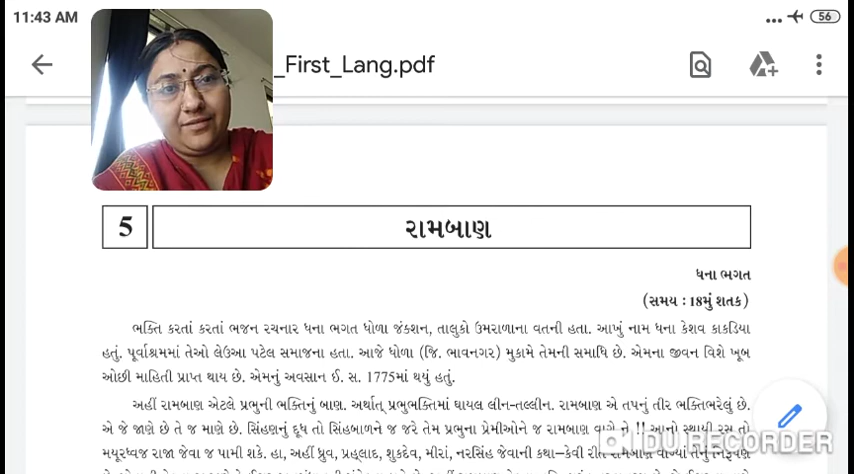 11:43 AM
56
_First_Lang.pdf
5
રામબાણ
ધના ભગત
(સમય : 18મું શતક)
ભક્તિ કરતાં કરતાં ભજન રચનાર ધના ભગત ધોળા જંક્શન, તાલુકો ઉમરાળાના વતની હતા. આખું નામ ધના કેશવ કાકડિયા
હતું. પૂર્વાશ્રમમાં તેઓ લેઉઆ પટેલ સમાજના હતા. આજે ધોળા (જિ. ભાવનગર) મુકામે તેમની સમાધિ છે. એમના જીવન વિશે ખૂબ
ઓછી માહિતી પ્રાપ્ત થાય છે. એમનું અવસાન ઈ. સ. 1775માં થયું હતું.
અહીં રામબાણ એટલે પ્રભુની ભક્તિનું બાણ. અર્થાત્ પ્રભુભક્તિમાં ઘાયલ લીન-તલ્લીન. રામબાણ એ તપનું તીર ભક્તિભરેલું છે.
એ જે જાણે છે તે જ માણે છે. સિંહણનું દૂધ તો સિંહબાળને જ જરે તેમ પ્રભુના પ્રેમીઓને જ રામબાણ વાગે ને !! આનો સ્થાયી રસ તો
DU RECORDER
મયૂરધ્વજ રાજા જેવા જ પામી શકે. હા, અહીં ધ્રુવ, પ્રહ્લાદ, શુકદેવ, મીરાં, નરસિંહ જેવાની કથા–કેવી રીતે રામબાણ વાગ્યાં તેનું નિરૂપણ